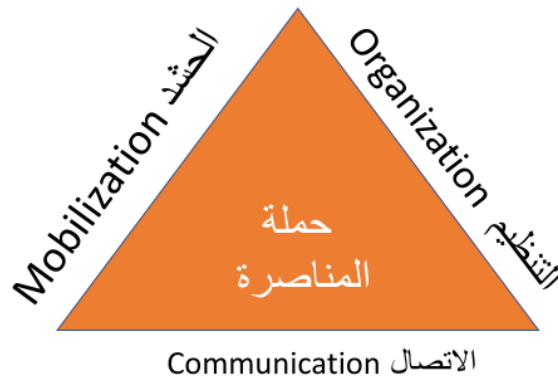 Mobilization الحشد
Organization التنظيم
حملة
المناصرة
Communication الاتصال